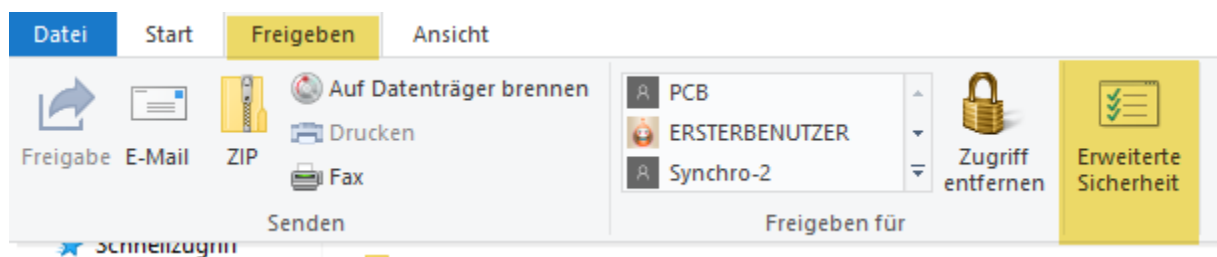 Datei Start Freigeben Ansicht
Freigabe E-Mail ZIP
Auf Datenträger brennen
Drucken
Fax
Senden
PCB
ERSTERBENUTZER
Synchro-2
Zugriff
entfernen
Freigeben für
Erweiterte
Sicherheit
Schnellzugriff